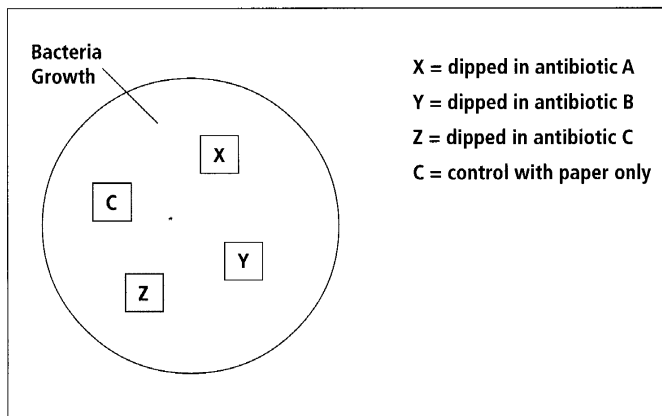 Bacteria
Growth
X = dipped in antibiotic A
Y = dipped in antibiotic B
Z = dipped in antibiotic C
C = control with paper only
X
C
Y
Z